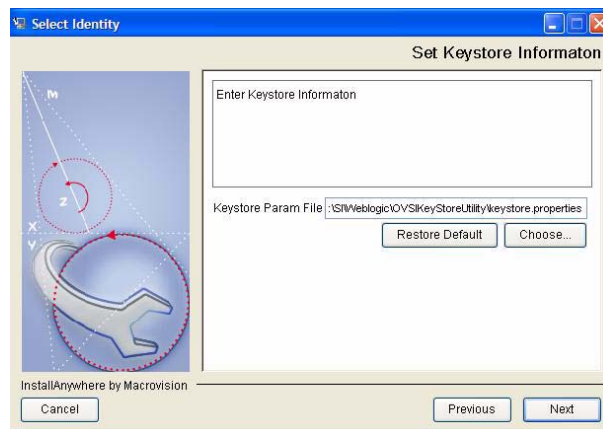 Select Identity
Set Keystore Informaton
M
Z
X
Y
Enter Keystore Informaton
Keystore Param File :\SI\Weblogic\OVSIKeyStoreUtility\keystore.properties
Restore Default Choose...
InstallAnywhere by Macrovision
Cancel Previous Next